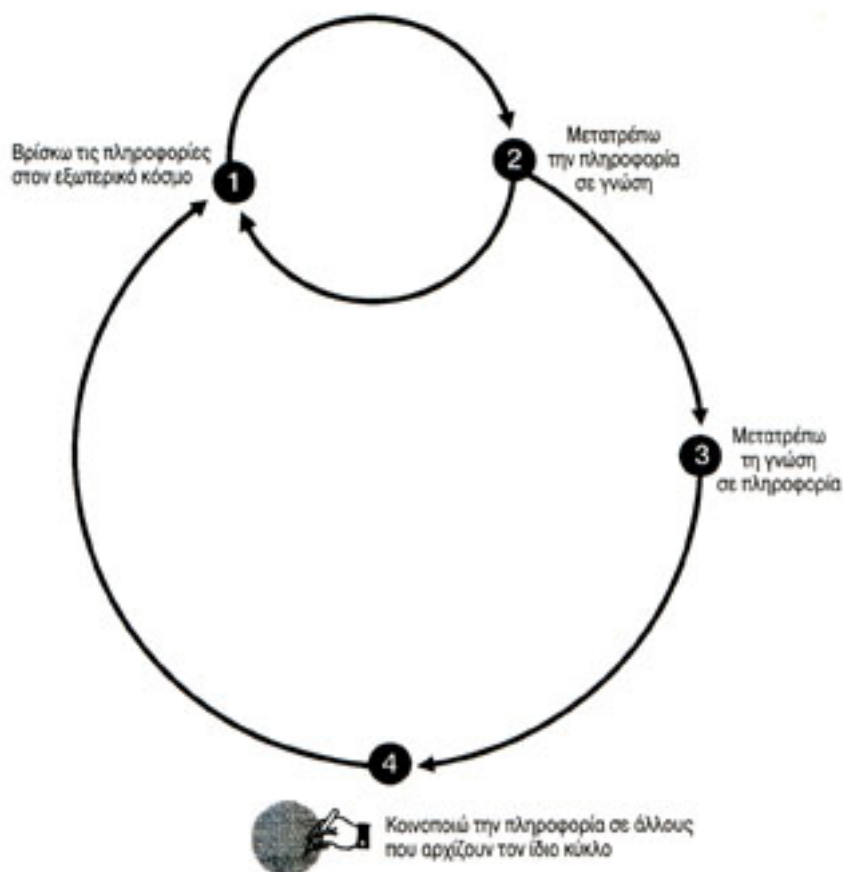 Βρίσκω τις πληροφορίες
στον εξωτερικό κόσμο
1
2
Μετατρέπω
την πληροφορία
σε γνώση
3
Μετατρέπω
τη γνώση
σε πληροφορία
4
Κοινοποιώ την πληροφορία σε άλλους
που αρχίζουν τον ίδιο κύκλο